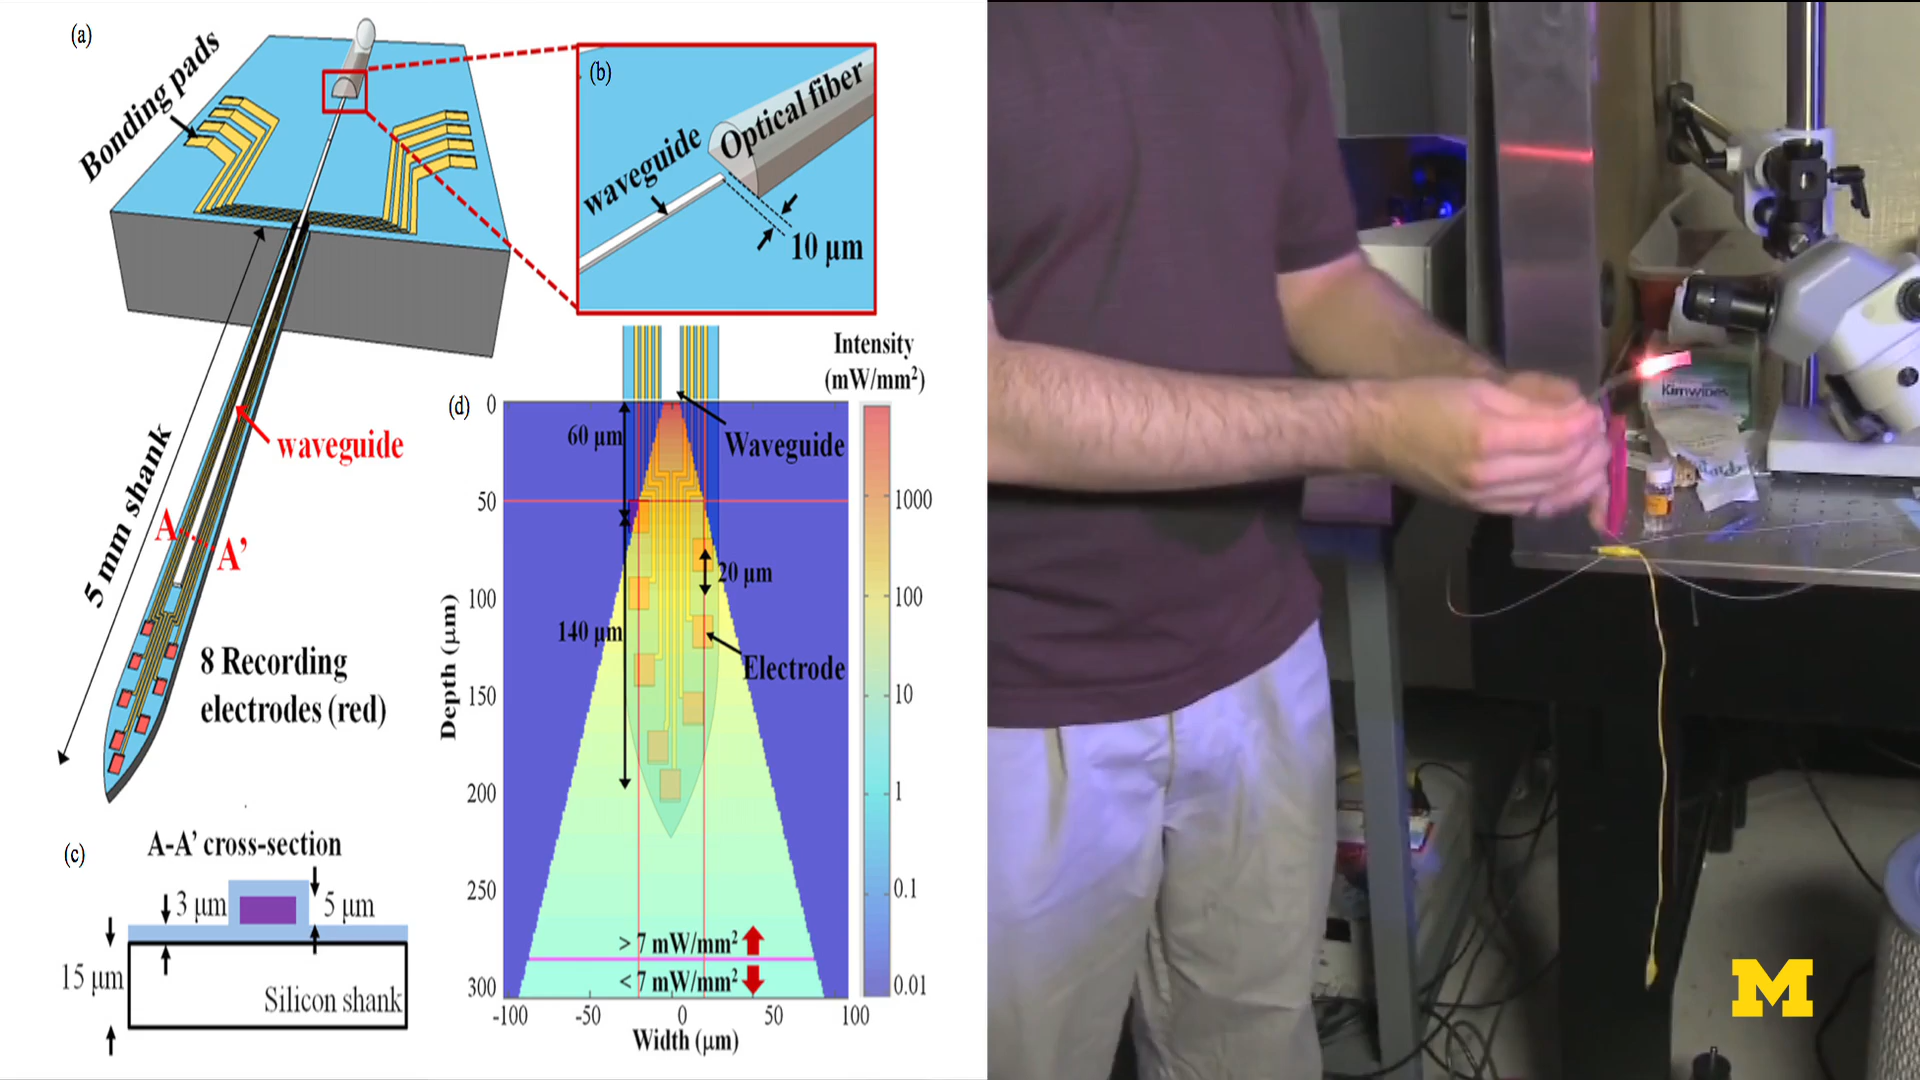 (a)
Bonding pads
(b)
Optical fiber
waveguide
10 µm
waveguide
5 mm shank
A
A’
8 Recording
electrodes (red)
Intensity
(mW/mm²)
(d)
0
50
100
150
200
250
300
Depth (µm)
60 µm
Waveguide
20 µm
140 µm
Electrode
> 7 mW/mm²
< 7 mW/mm²
-100
-50
0
50
100
Width (µm)
1000
100
10
1
0.1
0.01
(c)
A-A’ cross-section
3 µm
5 µm
15 µm
Silicon shank
Kimwipes
M